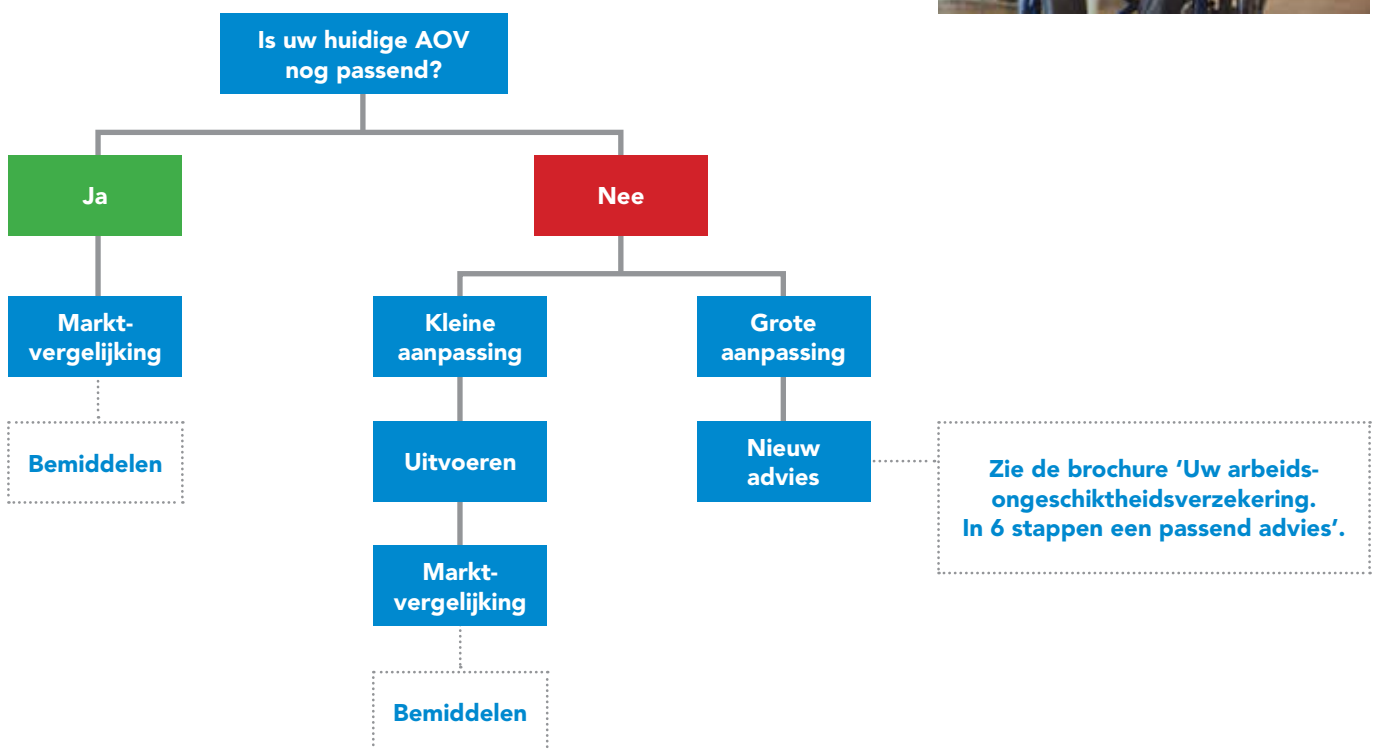 Is uw huidige AOV
nog passend?
Ja
Nee
Markt-
vergelijking
Kleine
aanpassing
Grote
aanpassing
Bemiddelen
Uitvoeren
Nieuw
advies
Zie de brochure ‘Uw arbeids-
ongeschiktheidsverzekering.
In 6 stappen een passend advies’.
Markt-
vergelijking
Bemiddelen